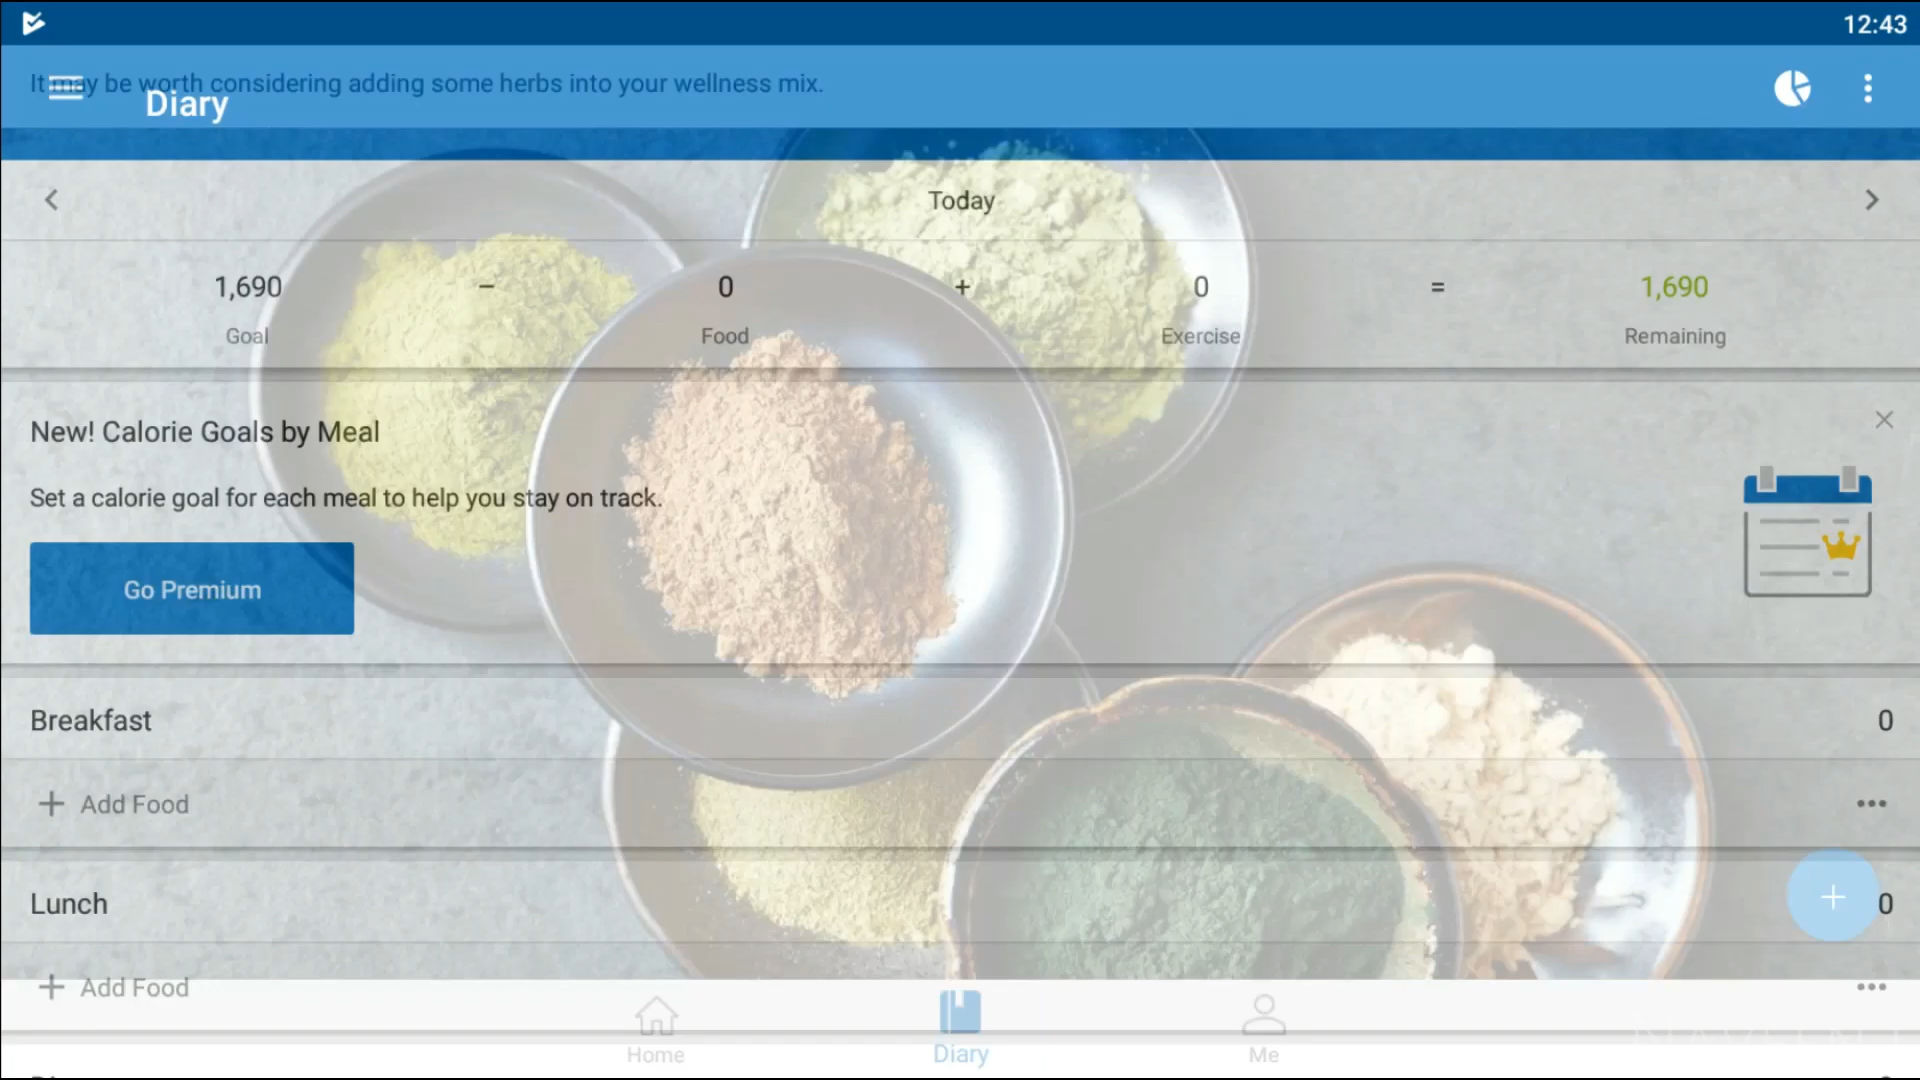 12:43
It may be worth considering adding some herbs into your wellness mix.
Diary
Today
1,690 − 0 + 0 = 1,690
Goal Food Exercise Remaining
New! Calorie Goals by Meal
Set a calorie goal for each meal to help you stay on track.
Go Premium
Breakfast 0
+ Add Food
Lunch 0
+ Add Food
Home Diary Me